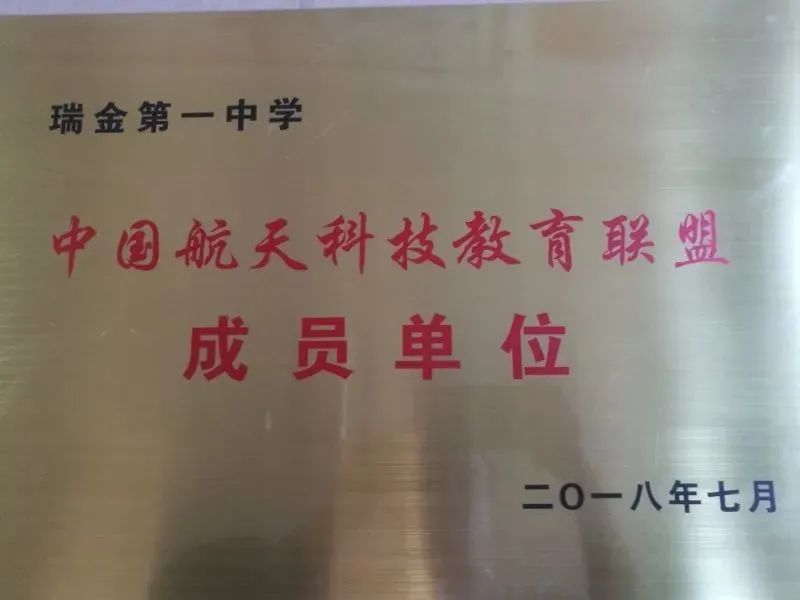 瑞金第一中学
中国航天科技教育联盟
成员单位
二O一八年七月